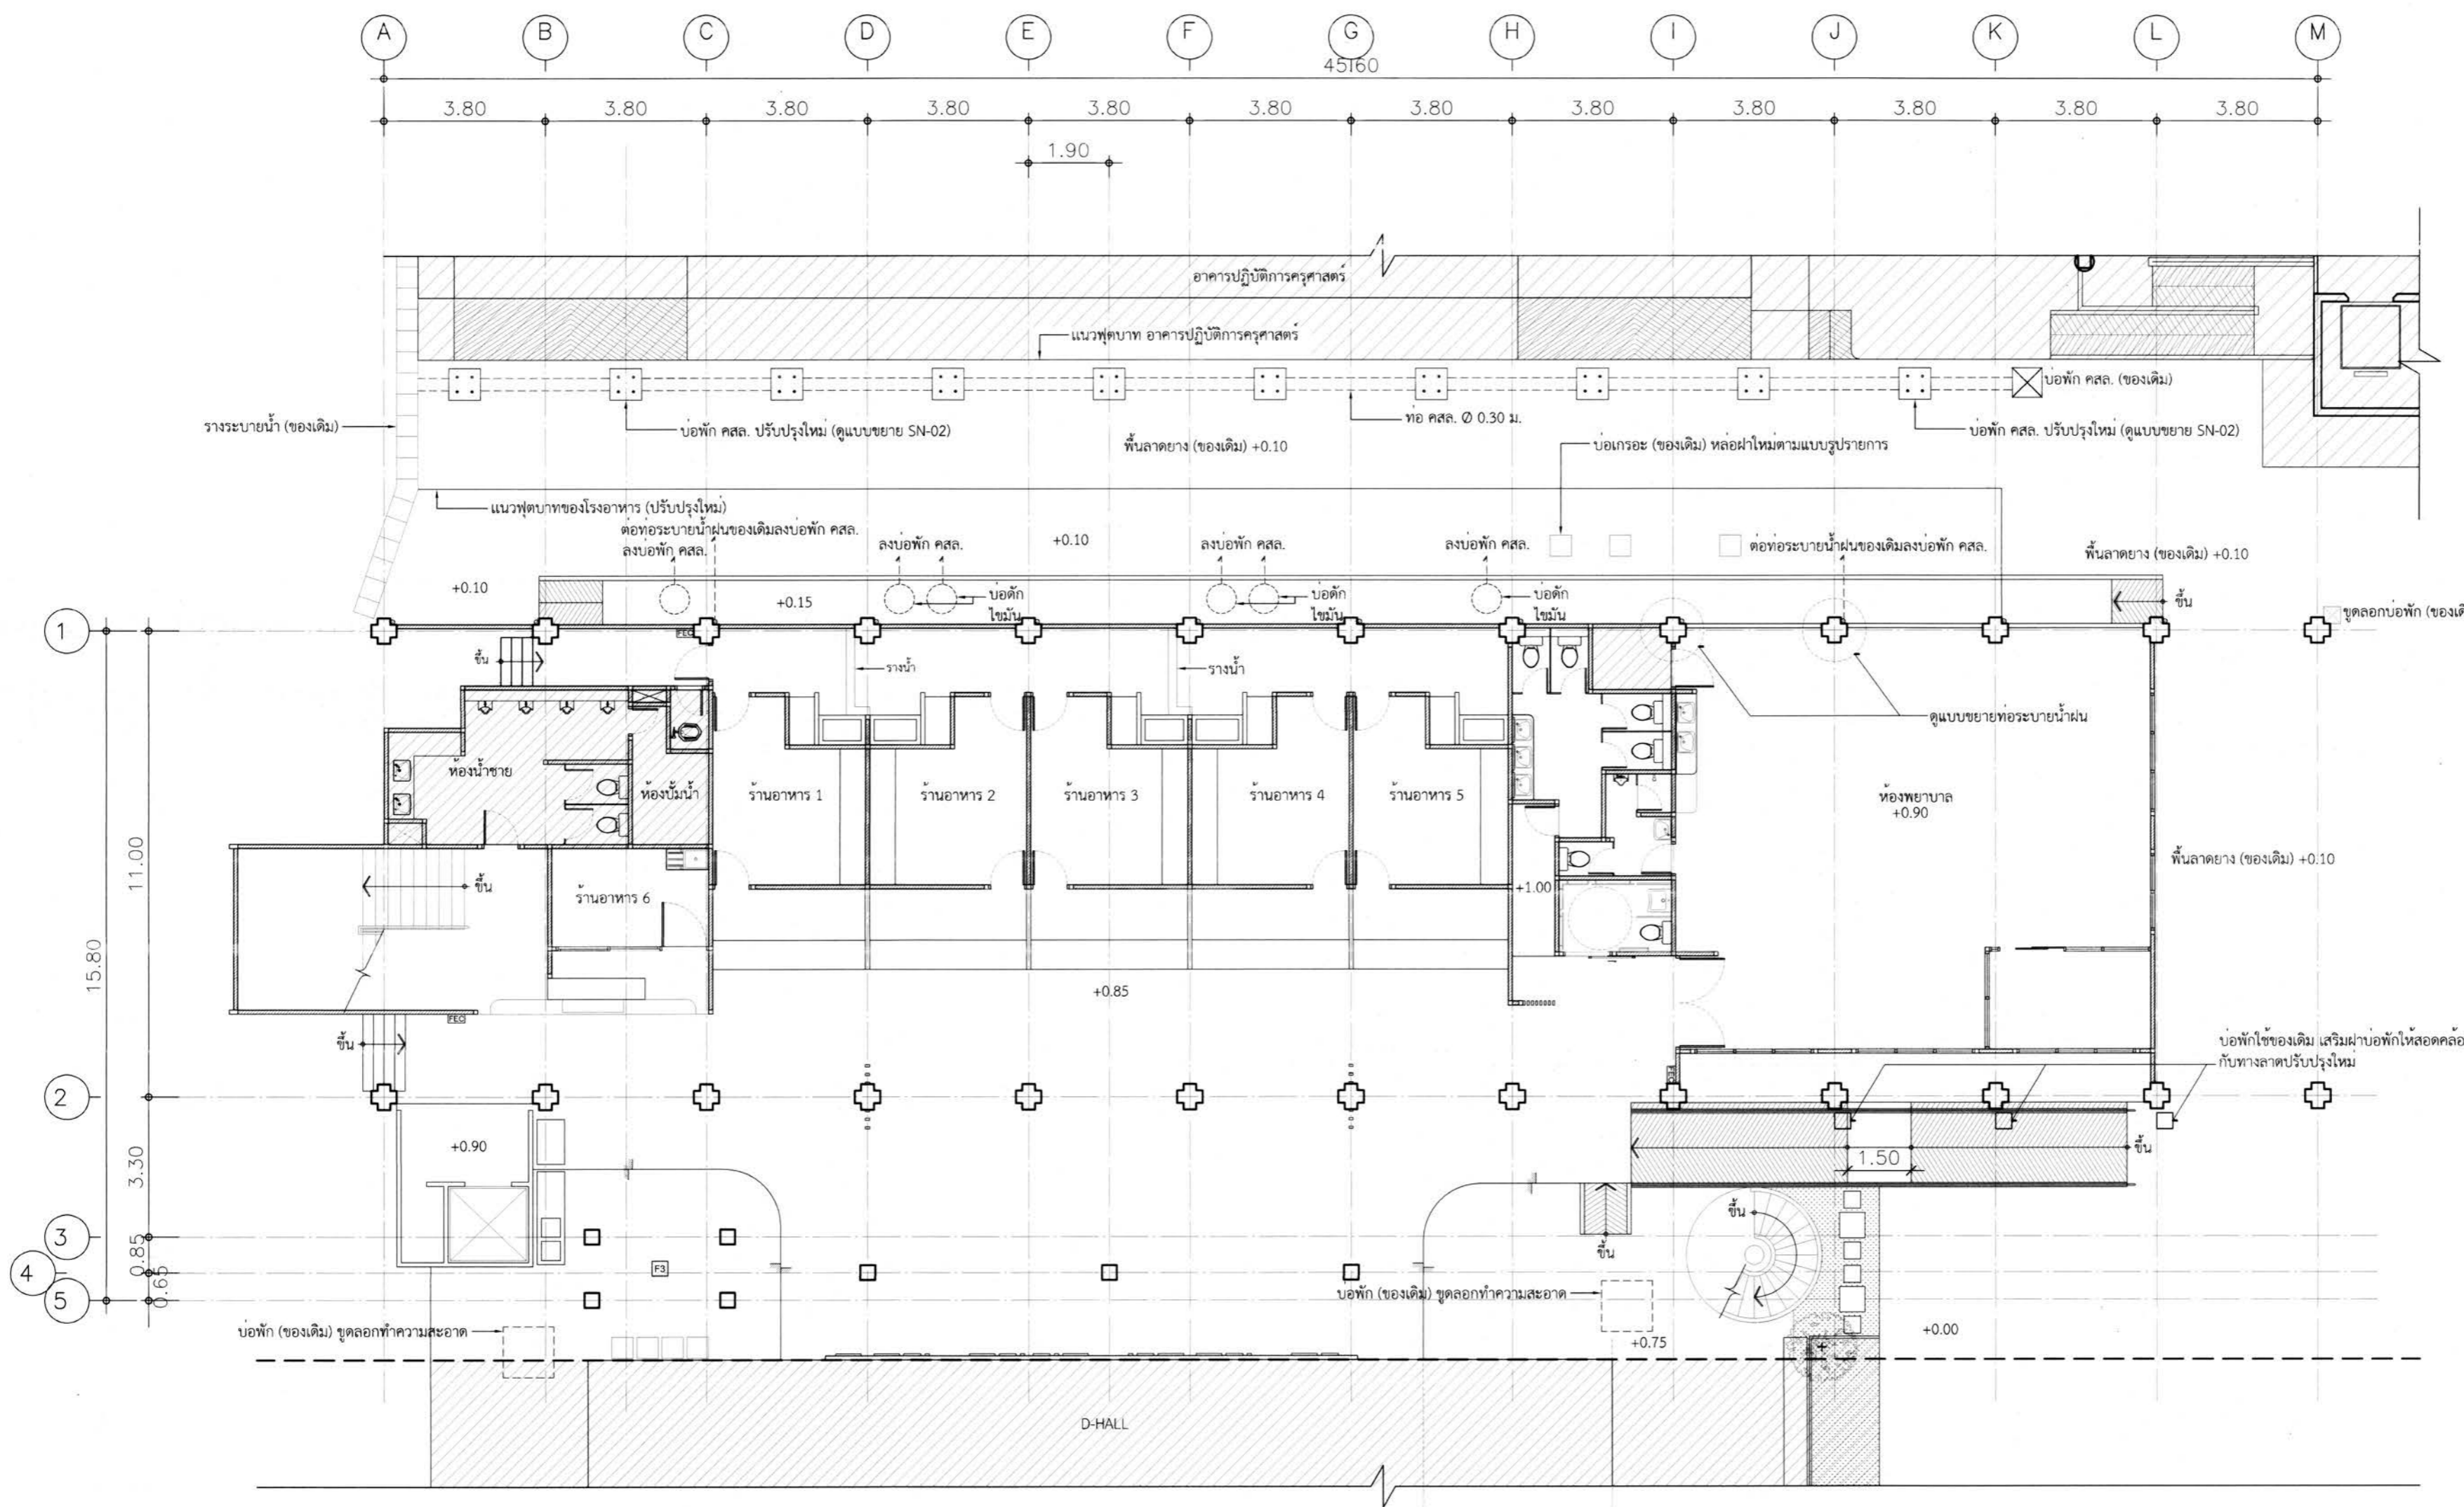 A B C D E F G H I J K L M
45.60
3.80 3.80 3.80 3.80 3.80 3.80 3.80 3.80 3.80 3.80 3.80 3.80
1.90
อาคารปฏิบัติการครุศาสตร์
แนวฟุตบาท อาคารปฏิบัติการครุศาสตร์
บ่อพัก คสล. (ของเดิม)
รางระบายน้ำ (ของเดิม)
บ่อพัก คสล. ปรับปรุงใหม่ (ดูแบบขยาย SN-02)
ท่อ คสล. Ø 0.30 ม.
บ่อพัก คสล. ปรับปรุงใหม่ (ดูแบบขยาย SN-02)
พื้นลาดยาง (ของเดิม) +0.10
บ่อเกรอะ (ของเดิม) หล่อฝาใหม่ตามแบบรูปรายการ
แนวฟุตบาทของโรงอาหาร (ปรับปรุงใหม่)
ต่อท่อระบายน้ำฝนของเดิมลงบ่อพัก คสล.
ลงบ่อพัก คสล.
ลงบ่อพัก คสล.
+0.10
ลงบ่อพัก คสล.
ลงบ่อพัก คสล.
ต่อท่อระบายน้ำฝนของเดิมลงบ่อพัก คสล.
พื้นลาดยาง (ของเดิม) +0.10
+0.10
+0.15
บ่อดัก
ไขมัน
บ่อดัก
ไขมัน
บ่อดัก
ไขมัน
ขึ้น
1
FEC
ขุดลอกบ่อพัก (ของเดิ
ขึ้น
รางน้ำ
รางน้ำ
ดูแบบขยายท่อระบายน้ำฝน
ห้องน้ำชาย
ห้องปั๊มน้ำ
ร้านอาหาร 1
ร้านอาหาร 2
ร้านอาหาร 3
ร้านอาหาร 4
ร้านอาหาร 5
ห้องพยาบาล
+0.90
11.00
พื้นลาดยาง (ของเดิม) +0.10
ขึ้น
ร้านอาหาร 6
+1.00
15.80
+0.85
FEC
ขึ้น
บ่อพักใช้ของเดิม เสริมฝาบ่อพักให้สอดคล้อ
กับทางลาดปรับปรุงใหม่
FEC
2
+0.90
3.30
1.50
ขึ้น
ขึ้น
3
ขึ้น
0.85
4
F3
0.65
5
บ่อพัก (ของเดิม) ขุดลอกทำความสะอาด
บ่อพัก (ของเดิม) ขุดลอกทำความสะอาด
+0.75
+0.00
D-HALL